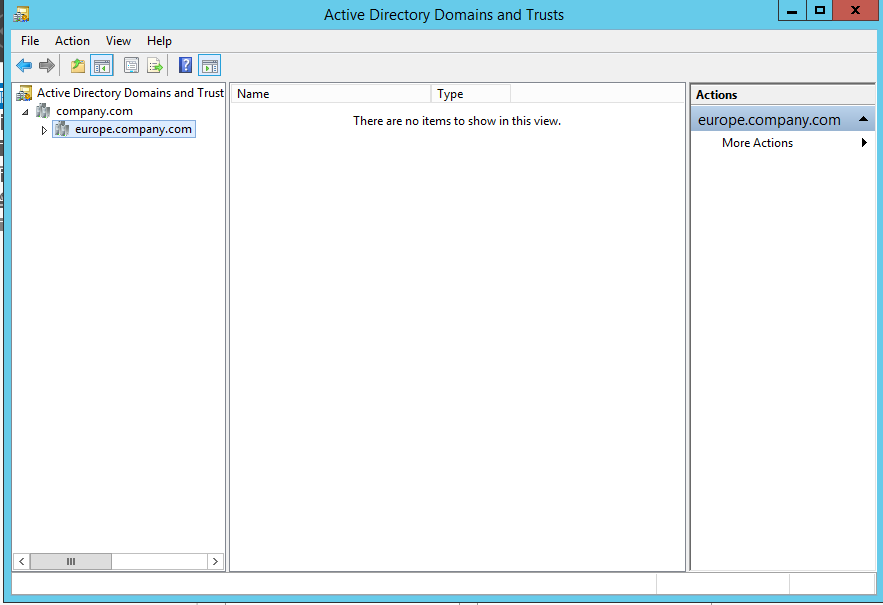 Active Directory Domains and Trusts
File Action View Help
Active Directory Domains and Trust
company.com
europe.company.com
Name Type
There are no items to show in this view.
Actions
europe.company.com
More Actions